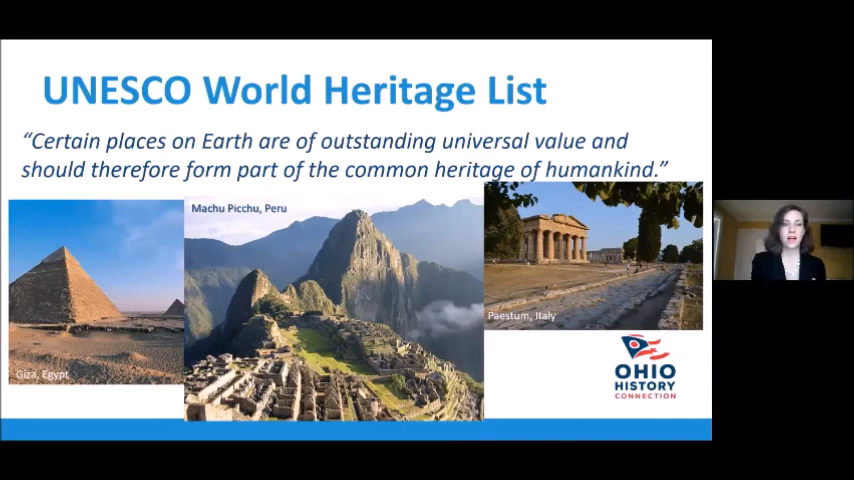 UNESCO World Heritage List
“Certain places on Earth are of outstanding universal value and
should therefore form part of the common heritage of humankind.”
Machu Picchu, Peru
Giza, Egypt
Paestum, Italy
OHIO
HISTORY
CONNECTION